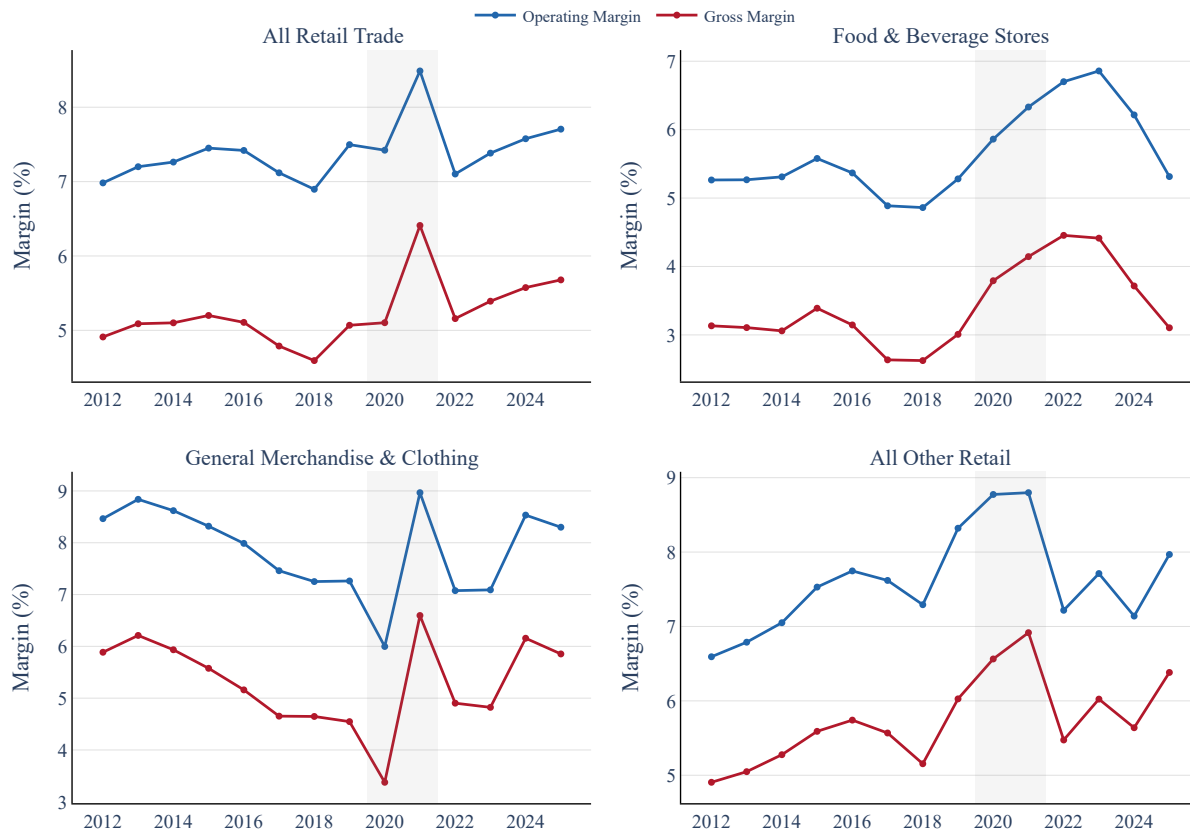 Operating Margin Gross Margin
All Retail Trade
Margin (%)
8
7
6
5
2012 2014 2016 2018 2020 2022 2024
Food & Beverage Stores
Margin (%)
7
6
5
4
3
2012 2014 2016 2018 2020 2022 2024
General Merchandise & Clothing
Margin (%)
9
8
7
6
5
4
3
2012 2014 2016 2018 2020 2022 2024
All Other Retail
Margin (%)
9
8
7
6
5
2012 2014 2016 2018 2020 2022 2024